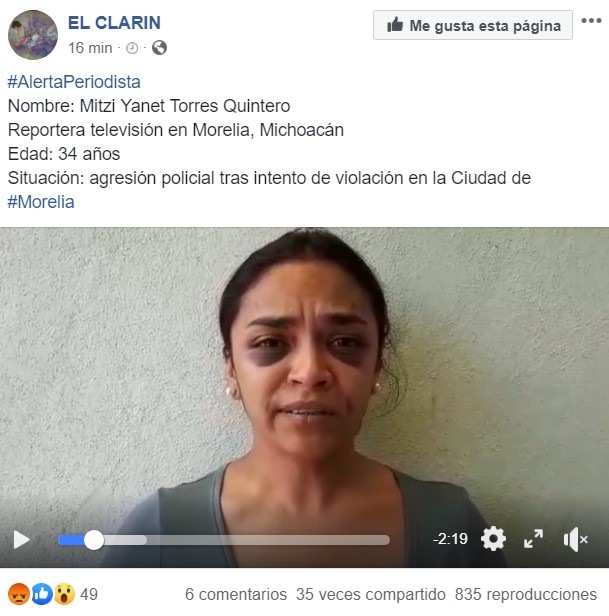 EL CLARIN
Me gusta esta página
16 min
#AlertaPeriodista
Nombre: Mitzi Yanet Torres Quintero
Reportera televisión en Morelia, Michoacán
Edad: 34 años
Situación: agresión policial tras intento de violación en la Ciudad de
#Morelia
-2:19
49
6 comentarios 35 veces compartido 835 reproducciones